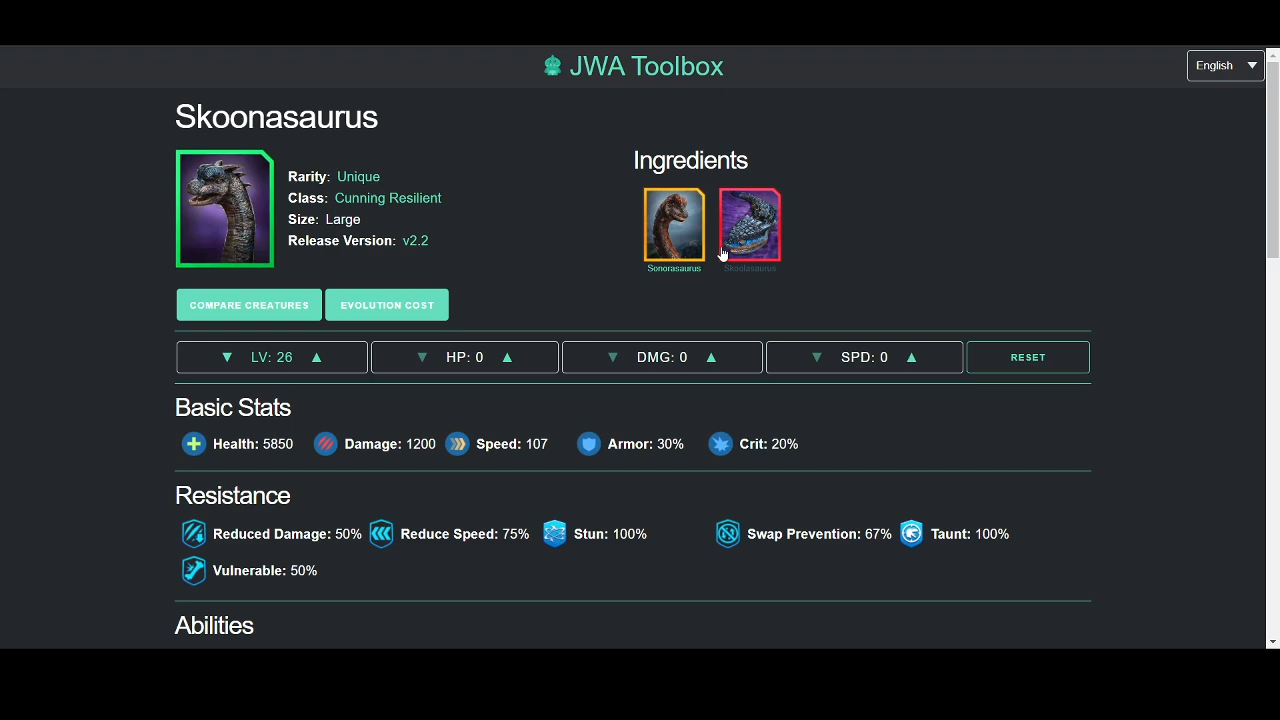 JWA Toolbox
English
Skoonasaurus
Rarity: Unique
Class: Cunning Resilient
Size: Large
Release Version: v2.2
Ingredients
Sonorasaurus
Skoolasaurus
COMPARE CREATURES
EVOLUTION COST
▼ LV: 26 ▲
▼ HP: 0 ▲
▼ DMG: 0 ▲
▼ SPD: 0 ▲
RESET
Basic Stats
Health: 5850 Damage: 1200 Speed: 107 Armor: 30% Crit: 20%
Resistance
Reduced Damage: 50% Reduce Speed: 75% Stun: 100% Swap Prevention: 67% Taunt: 100%
Vulnerable: 50%
Abilities